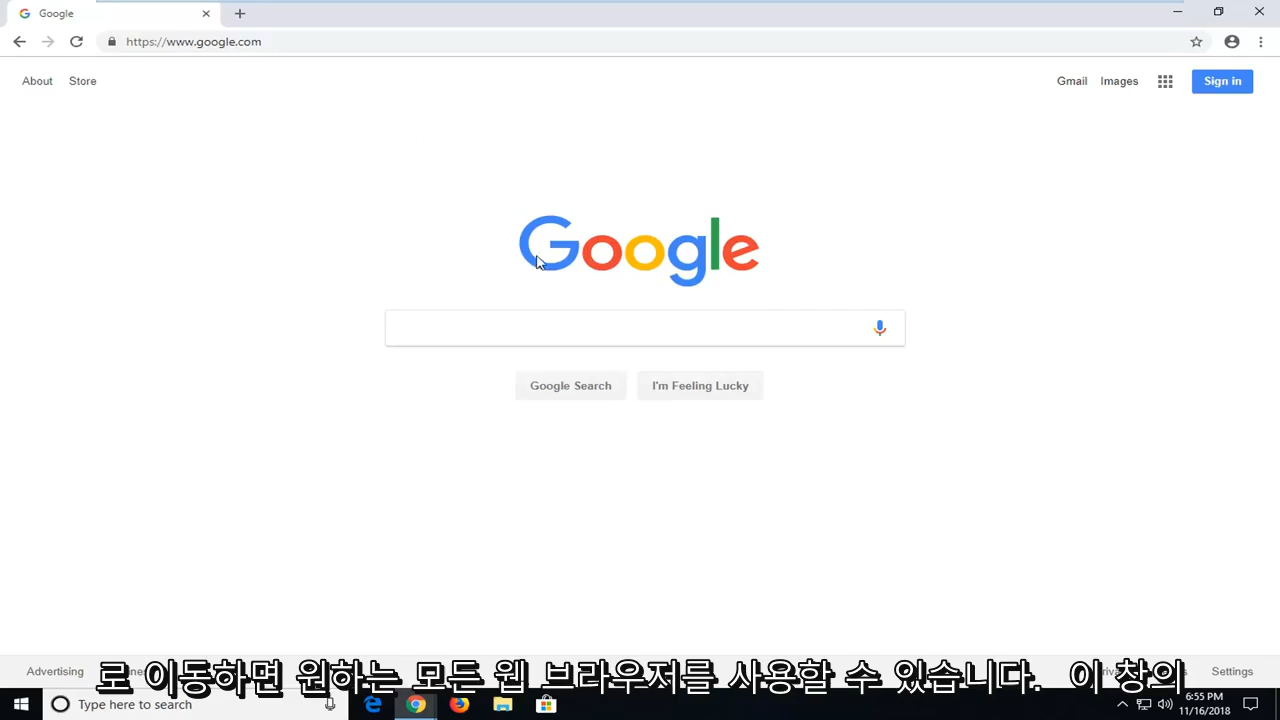 Google
https://www.google.com
About Store
Gmail Images Sign in
Google
Google Search I'm Feeling Lucky
Advertising
Settings
로 이동하면 원하는 모든 웹 브라우저를 사용할 수 있습니다. 이 창의
Type here to search
6:55 PM
11/16/2018